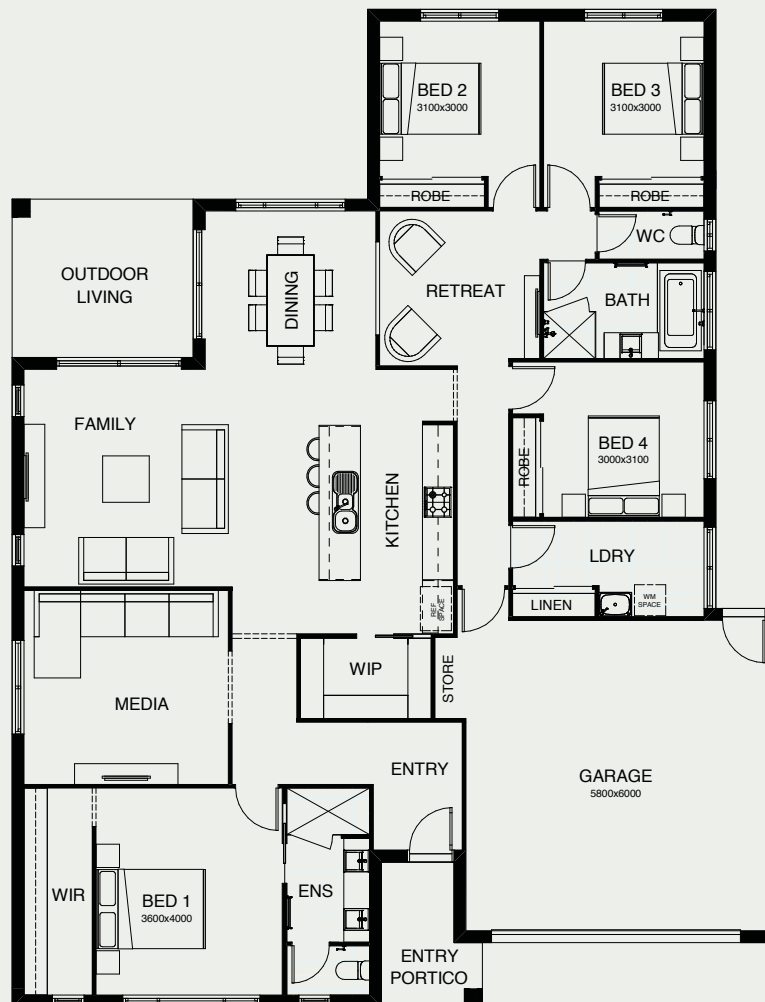 BED 2
3100x3000
BED 3
3100x3000
ROBE
ROBE
WC
OUTDOOR
LIVING
DINING
RETREAT
BATH
FAMILY
KITCHEN
ROBE
BED 4
3000x3100
LDRY
LINEN
WM
SPACE
REF
SPACE
WIP
STORE
MEDIA
ENTRY
GARAGE
5800x6000
WIR
BED 1
3600x4000
ENS
ENTRY
PORTICO